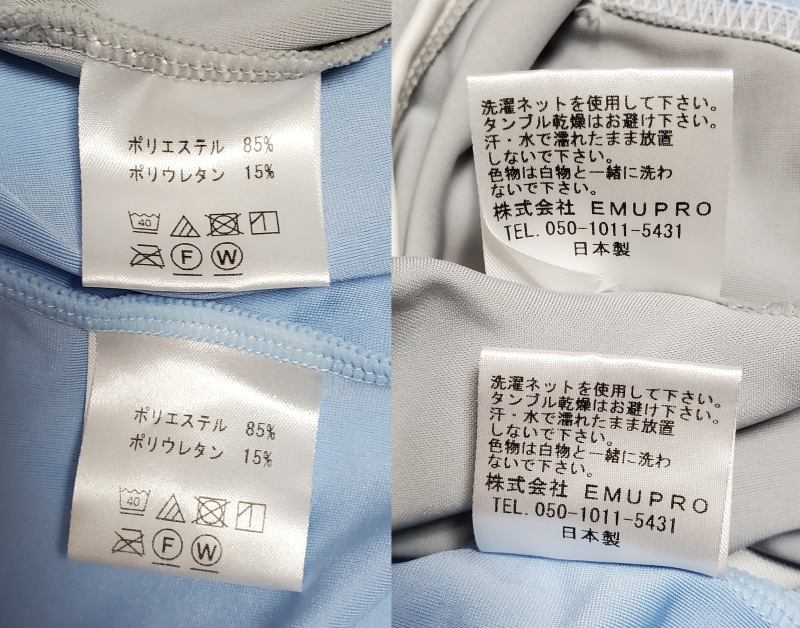 ポリエステル 85%
ポリウレタン 15%
40
F W
洗濯ネットを使用して下さい。
タンブル乾燥はお避け下さい。
汗・水で濡れたまま放置
しないで下さい。
色物は白物と一緒に洗わ
ないで下さい。
株式会社 EMUPRO
TEL. 050-1011-5431
日本製
ポリエステル 85%
ポリウレタン 15%
40
F W
洗濯ネットを使用して下さい。
タンブル乾燥はお避け下さい。
汗・水で濡れたまま放置
しないで下さい。
色物は白物と一緒に洗わ
ないで下さい。
株式会社 EMUPRO
TEL. 050-1011-5431
日本製